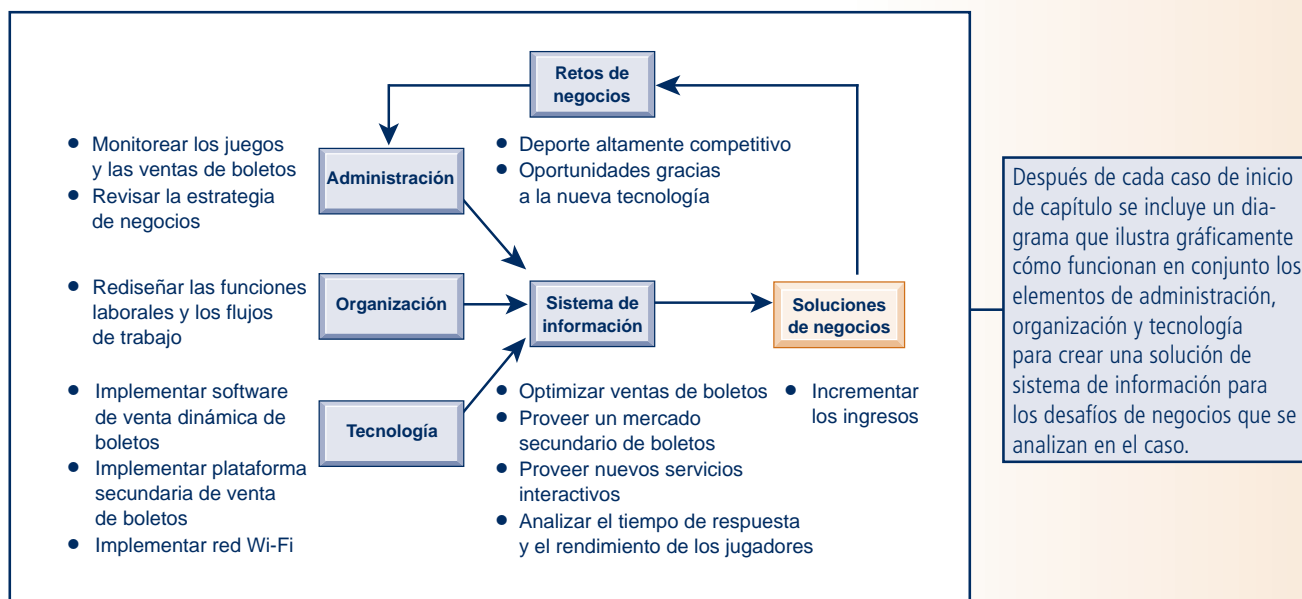 Retos de
negocios
• Monitorear los juegos
y las ventas de boletos
• Revisar la estrategia
de negocios
Administración
• Deporte altamente competitivo
• Oportunidades gracias
a la nueva tecnología
• Rediseñar las funciones
laborales y los flujos
de trabajo
Organización
Sistema de
información
Soluciones
de negocios
• Implementar software
de venta dinámica de
boletos
• Implementar plataforma
secundaria de venta
de boletos
• Implementar red Wi-Fi
Tecnología
• Optimizar ventas de boletos
• Proveer un mercado
secundario de boletos
• Proveer nuevos servicios
interactivos
• Analizar el tiempo de respuesta
y el rendimiento de los jugadores
• Incrementar
los ingresos
Después de cada caso de inicio
de capítulo se incluye un dia-
grama que ilustra gráficamente
cómo funcionan en conjunto los
elementos de administración,
organización y tecnología
para crear una solución de
sistema de información para
los desafíos de negocios que se
analizan en el caso.